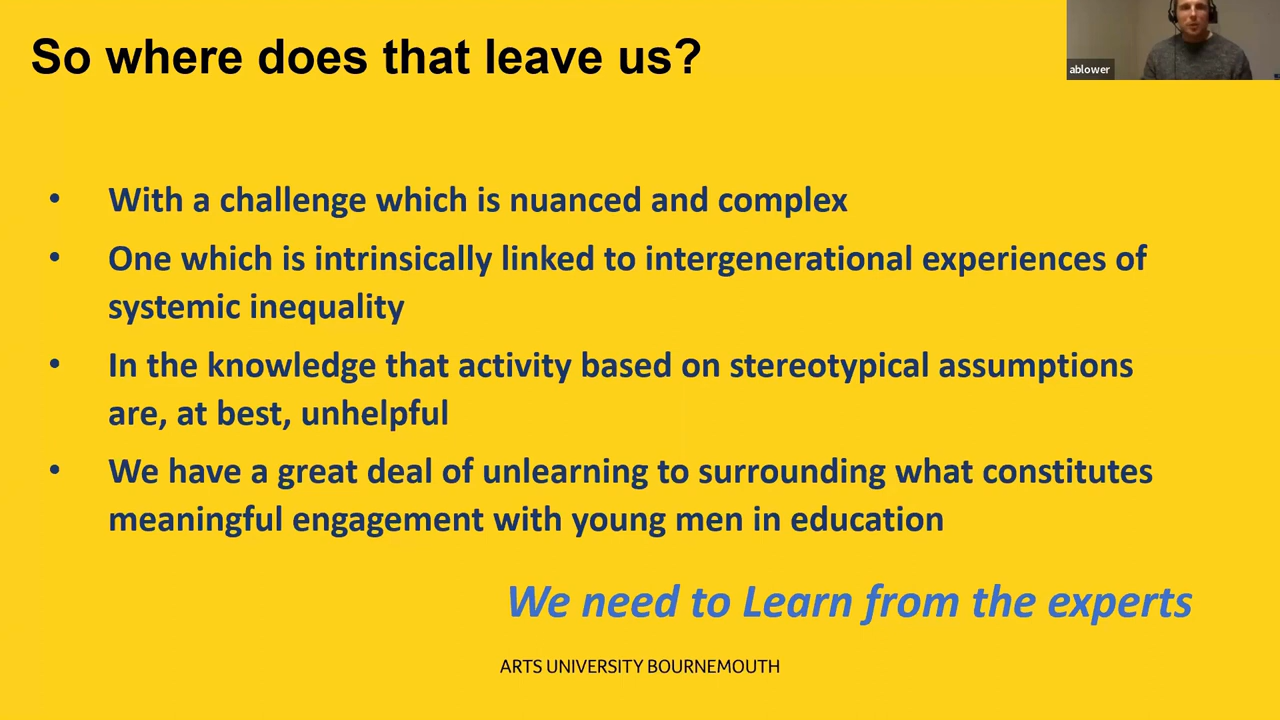 So where does that leave us?
ablower
• With a challenge which is nuanced and complex
• One which is intrinsically linked to intergenerational experiences of
systemic inequality
• In the knowledge that activity based on stereotypical assumptions
are, at best, unhelpful
• We have a great deal of unlearning to surrounding what constitutes
meaningful engagement with young men in education
We need to Learn from the experts
ARTS UNIVERSITY BOURNEMOUTH